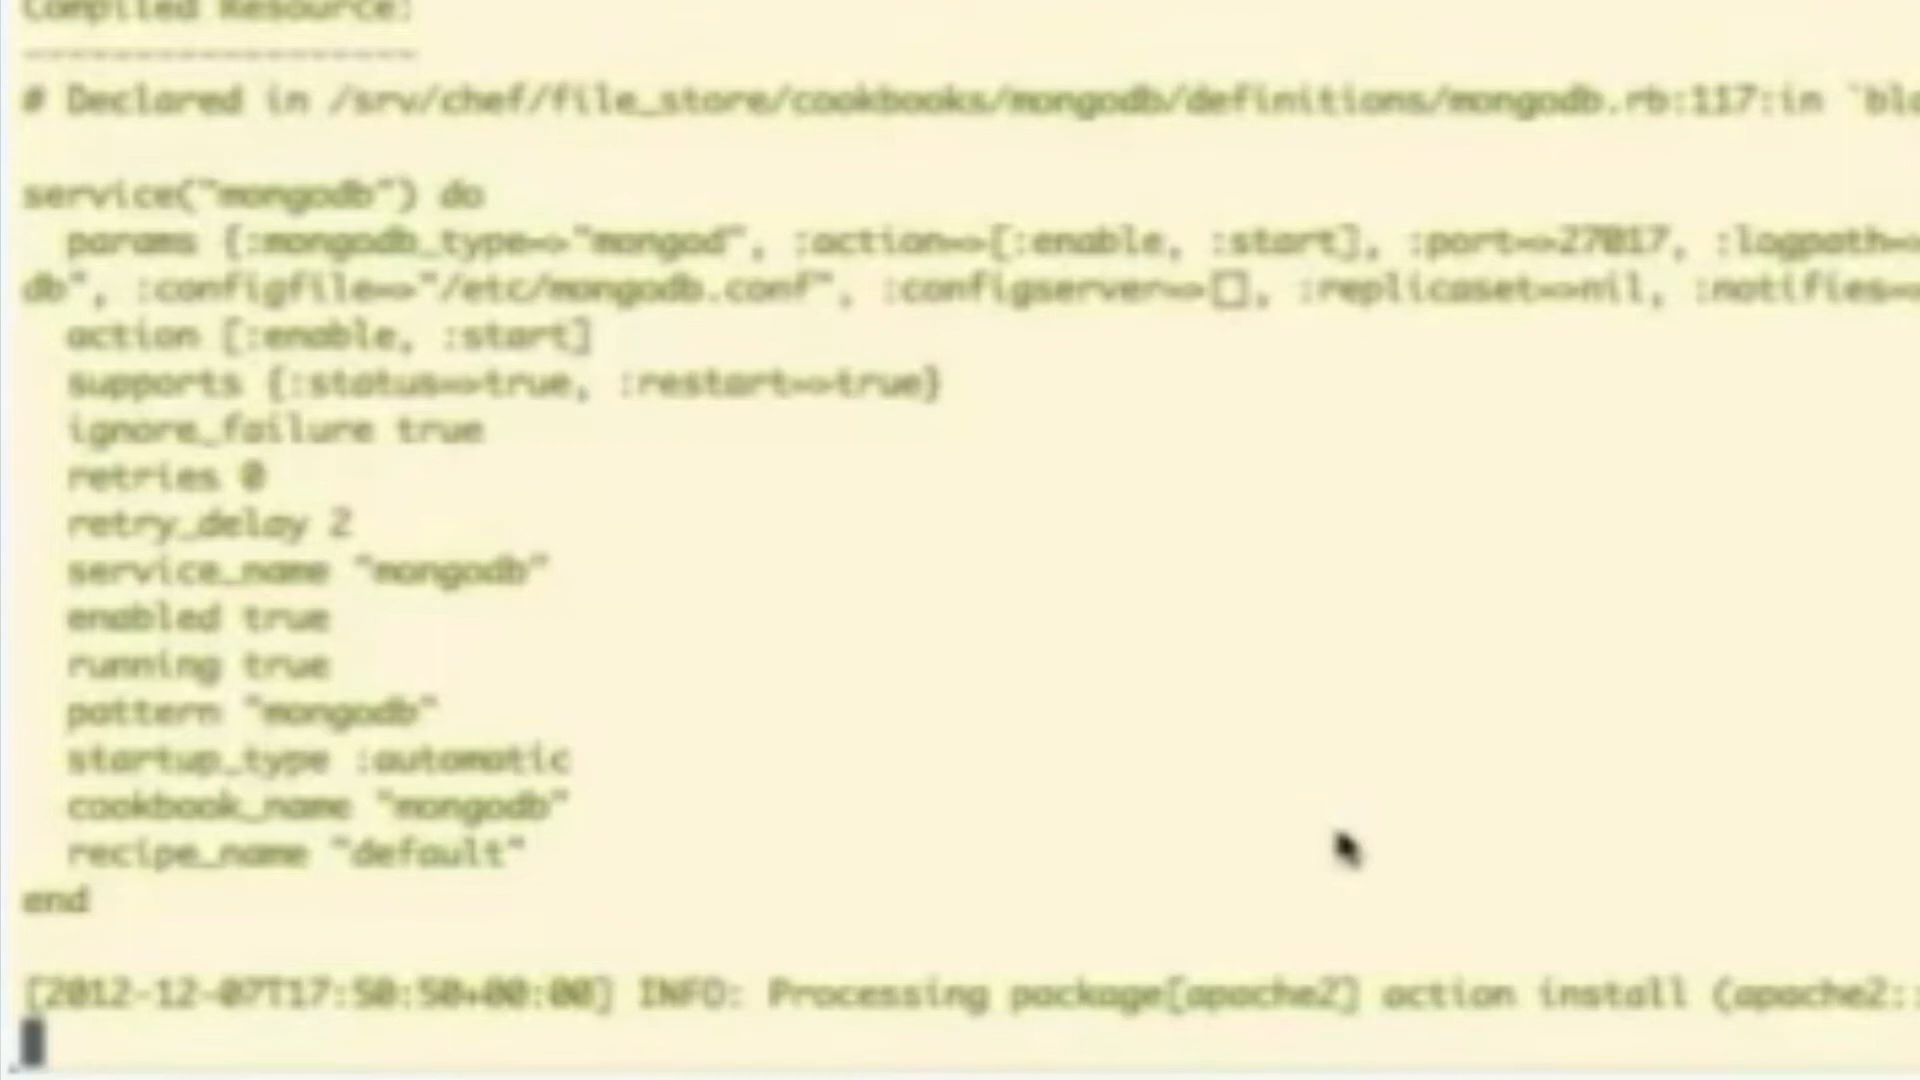 Compiled Resource:
------------------
# Declared in /srv/chef/file_store/cookbooks/mongodb/definitions/mongodb.rb:117:in `blo
service("mongodb") do
  params {:mongodb_type=>"mongod", :action=>[:enable, :start], :port=>27017, :logpath=>
db", :configfile=>"/etc/mongodb.conf", :configserver=>[], :replicaset=>nil, :notifies=>
  action [:enable, :start]
  supports {:status=>true, :restart=>true}
  ignore_failure true
  retries 0
  retry_delay 2
  service_name "mongodb"
  enabled true
  running true
  pattern "mongodb"
  startup_type :automatic
  cookbook_name "mongodb"
  recipe_name "default"
end
[2012-12-07T17:50:50+00:00] INFO: Processing package[apache2] action install (apache2::